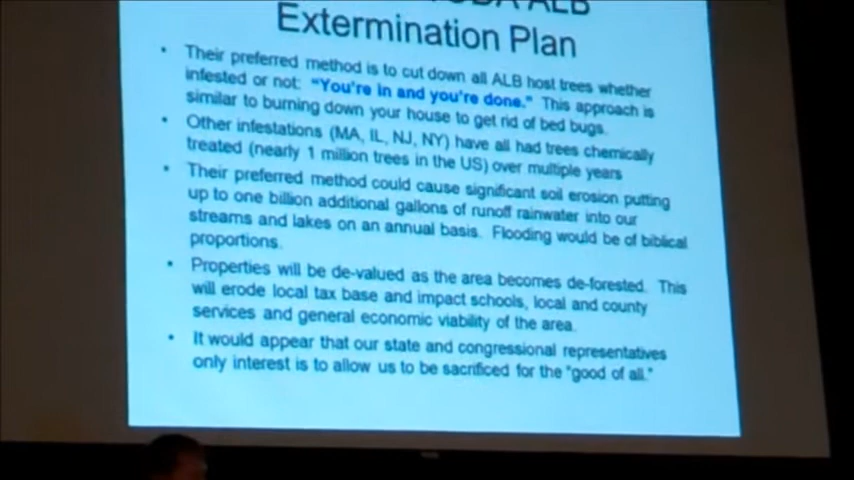 USDA ALB
Extermination Plan
• Their preferred method is to cut down all ALB host trees whether
infested or not: "You're in and you're done." This approach is
similar to burning down your house to get rid of bed bugs.
• Other infestations (MA, IL, NJ, NY) have all had trees chemically
treated (nearly 1 million trees in the US) over multiple years
• Their preferred method could cause significant soil erosion putting
up to one billion additional gallons of runoff rainwater into our
streams and lakes on an annual basis. Flooding would be of biblical
proportions.
• Properties will be de-valued as the area becomes de-forested. This
will erode local tax base and impact schools, local and county
services and general economic viability of the area.
• It would appear that our state and congressional representatives
only interest is to allow us to be sacrificed for the "good of all."